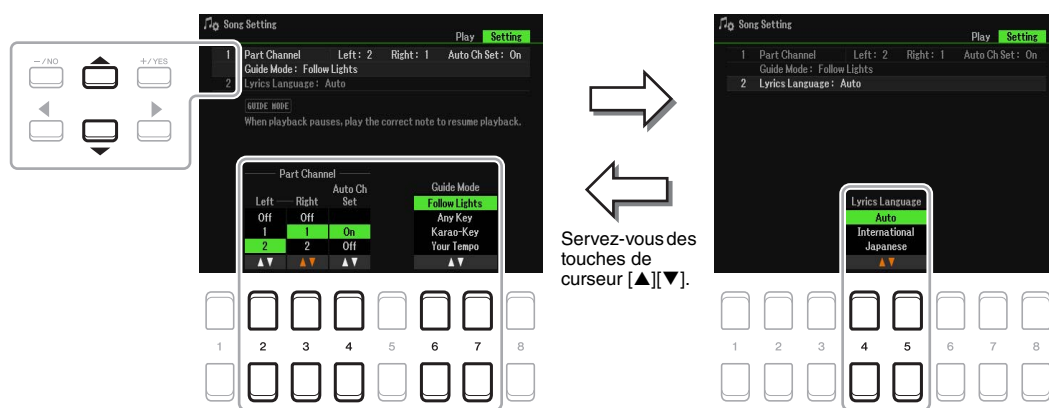 Song Setting
Play Setting
1 Part Channel Left: 2 Right: 1 Auto Ch Set: On
Guide Mode: Follow Lights
2 Lyrics Language: Auto
GUIDE MODE
When playback pauses, play the correct note to resume playback.
-/NO +/YES
Part Channel
Left Right Auto Ch Set
Off Off
1 1 On
2 2 Off
▲▼ ▲▼ ▲▼
Guide Mode
Follow Lights
Any Key
Karao-Key
Your Tempo
▲▼
1 2 3 4 5 6 7 8
Servez-vous des
touches de
curseur [▲][▼].
Song Setting
Play Setting
1 Part Channel Left: 2 Right: 1 Auto Ch Set: On
Guide Mode: Follow Lights
2 Lyrics Language: Auto
Lyrics Language
Auto
International
Japanese
▲▼
1 2 3 4 5 6 7 8